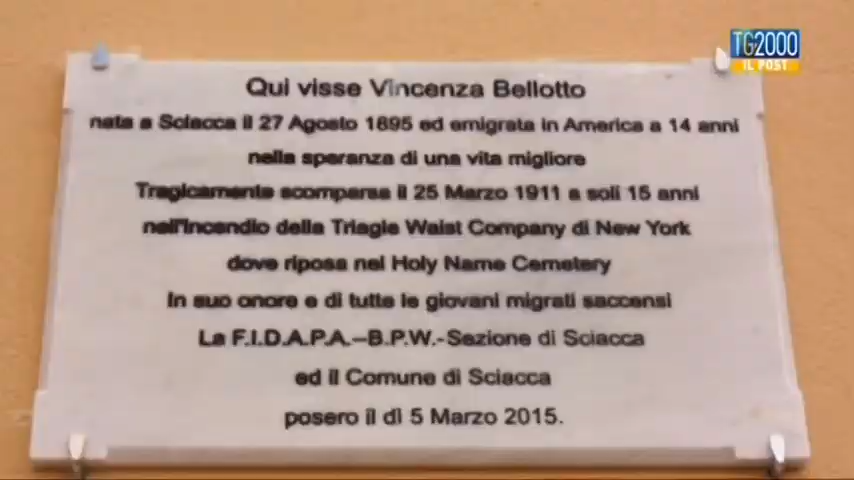 TG2000
IL POST
Qui visse Vincenza Bellotto
nata a Sciacca il 27 Agosto 1895 ed emigrata in America a 14 anni
nella speranza di una vita migliore
Tragicamente scomparsa il 25 Marzo 1911 a soli 15 anni
nell'incendio della Triagle Waist Company di New York
dove riposa nel Holy Name Cemetery
In suo onore e di tutte le giovani migrati saccensi
La F.I.D.A.P.A.-B.P.W.-Sezione di Sciacca
ed il Comune di Sciacca
posero il dì 5 Marzo 2015.